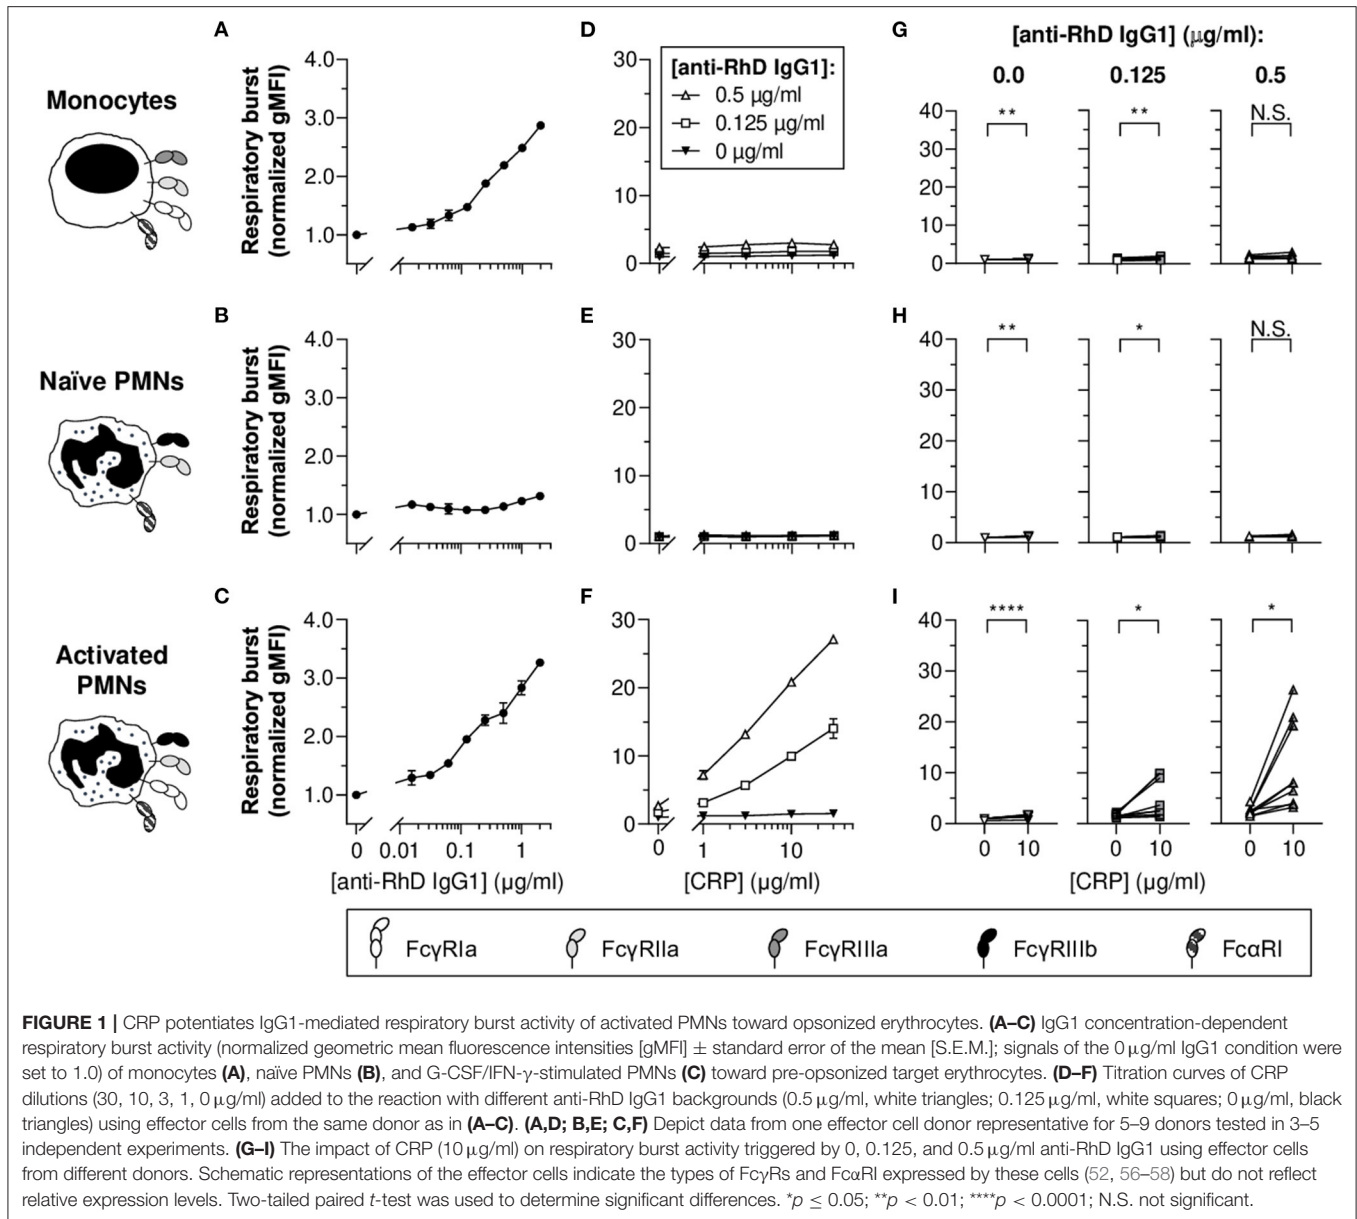 A
D
G
[anti-RhD IgG1] (μg/ml):
0.0
0.125
0.5
Monocytes
Respiratory burst
(normalized gMFI)
4.0
3.0
2.0
1.0
30
20
10
0
[anti-RhD IgG1]:
0.5 μg/ml
0.125 μg/ml
0 μg/ml
40
30
20
10
0
**
**
N.S.
B
E
H
Naïve PMNs
Respiratory burst
(normalized gMFI)
4.0
3.0
2.0
1.0
30
20
10
0
40
30
20
10
0
**
*
N.S.
C
F
I
Activated
PMNs
Respiratory burst
(normalized gMFI)
4.0
3.0
2.0
1.0
30
20
10
0
40
30
20
10
0
****
*
*
0 0.01 0.1 1
0 1 10
0 10 0 10 0 10
[anti-RhD IgG1] (μg/ml)
[CRP] (μg/ml)
[CRP] (μg/ml)
FcγRIa FcγRIIa FcγRIIIa FcγRIIIb FcαRI
FIGURE 1 | CRP potentiates IgG1-mediated respiratory burst activity of activated PMNs toward opsonized erythrocytes. (A–C) IgG1 concentration-dependent
respiratory burst activity (normalized geometric mean fluorescence intensities [gMFI] ± standard error of the mean [S.E.M.]; signals of the 0 μg/ml IgG1 condition were
set to 1.0) of monocytes (A), naïve PMNs (B), and G-CSF/IFN-γ-stimulated PMNs (C) toward pre-opsonized target erythrocytes. (D–F) Titration curves of CRP
dilutions (30, 10, 3, 1, 0 μg/ml) added to the reaction with different anti-RhD IgG1 backgrounds (0.5 μg/ml, white triangles; 0.125 μg/ml, white squares; 0 μg/ml, black
triangles) using effector cells from the same donor as in (A–C). (A,D; B,E; C,F) Depict data from one effector cell donor representative for 5–9 donors tested in 3–5
independent experiments. (G–I) The impact of CRP (10 μg/ml) on respiratory burst activity triggered by 0, 0.125, and 0.5 μg/ml anti-RhD IgG1 using effector cells
from different donors. Schematic representations of the effector cells indicate the types of FcγRs and FcαRI expressed by these cells (52, 56–58) but do not reflect
relative expression levels. Two-tailed paired t-test was used to determine significant differences. *p ≤ 0.05; **p < 0.01; ****p < 0.0001; N.S. not significant.